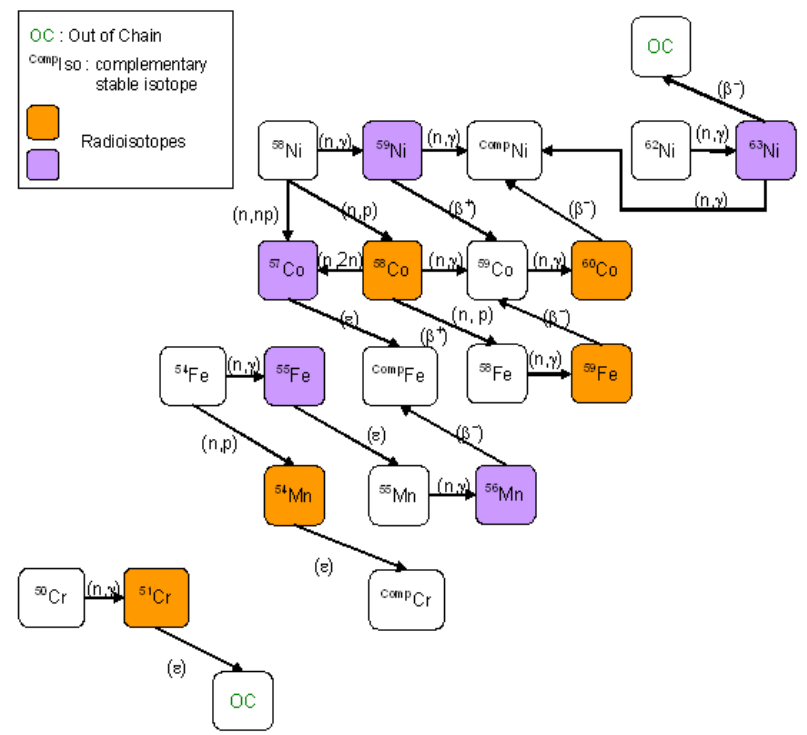 OC : Out of Chain
ᶜᵒᵐᵖIso : complementary
stable isotope
Radioisotopes
OC
(β⁻)
⁵⁸Ni
(n,γ)
⁵⁹Ni
(n,γ)
ᶜᵒᵐᵖNi
⁶²Ni
(n,γ)
⁶³Ni
(n,γ)
(n,np)
(n,p)
(β⁺)
(β⁻)
⁵⁷Co
(n,2n)
⁵⁸Co
(n,γ)
⁵⁹Co
(n,γ)
⁶⁰Co
(ε)
(β⁺)
(n, p)
(β⁻)
⁵⁴Fe
(n,γ)
⁵⁵Fe
ᶜᵒᵐᵖFe
⁵⁸Fe
(n,γ)
⁵⁹Fe
(n,p)
(ε)
(β⁻)
⁵⁴Mn
⁵⁵Mn
(n,γ)
⁵⁶Mn
(ε)
ᶜᵒᵐᵖCr
⁵⁰Cr
(n,γ)
⁵¹Cr
(ε)
OC